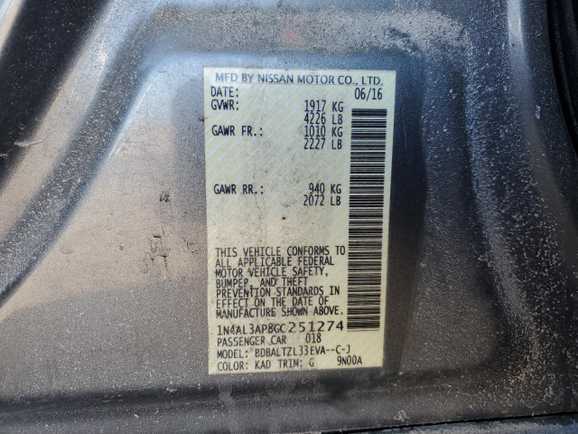 MFD BY NISSAN MOTOR CO., LTD.
DATE: 06/16
GVWR: 1917 KG
4226 LB
GAWR FR.: 1010 KG
2227 LB
GAWR RR.: 940 KG
2072 LB
THIS VEHICLE CONFORMS TO
ALL APPLICABLE FEDERAL
MOTOR VEHICLE SAFETY,
BUMPER, AND THEFT
PREVENTION STANDARDS
IN EFFECT ON THE DATE OF
MANUFACTURE.
1N4AL3AP8GC251274
PASSENGER CAR 018
MODEL: BDBALTZL33EVA--C-J
COLOR: KAD TRIM: G 9N00A